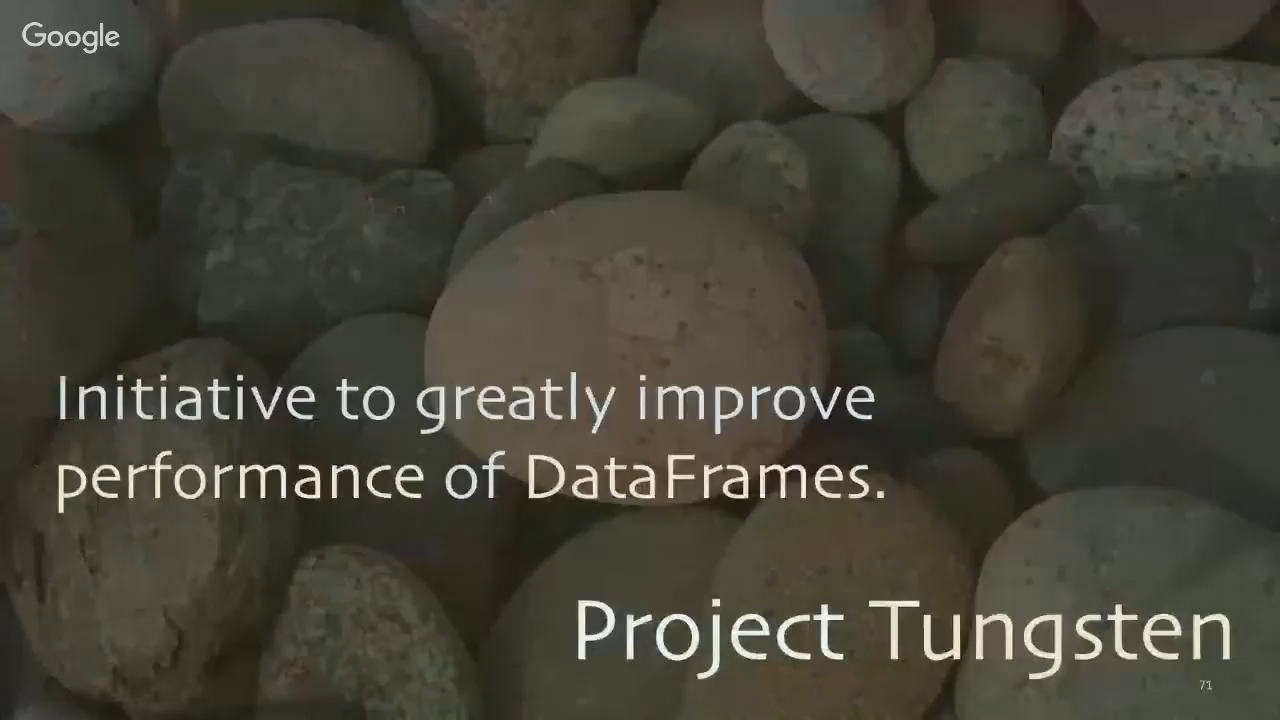 Google
Initiative to greatly improve
performance of DataFrames.
Project Tungsten
71